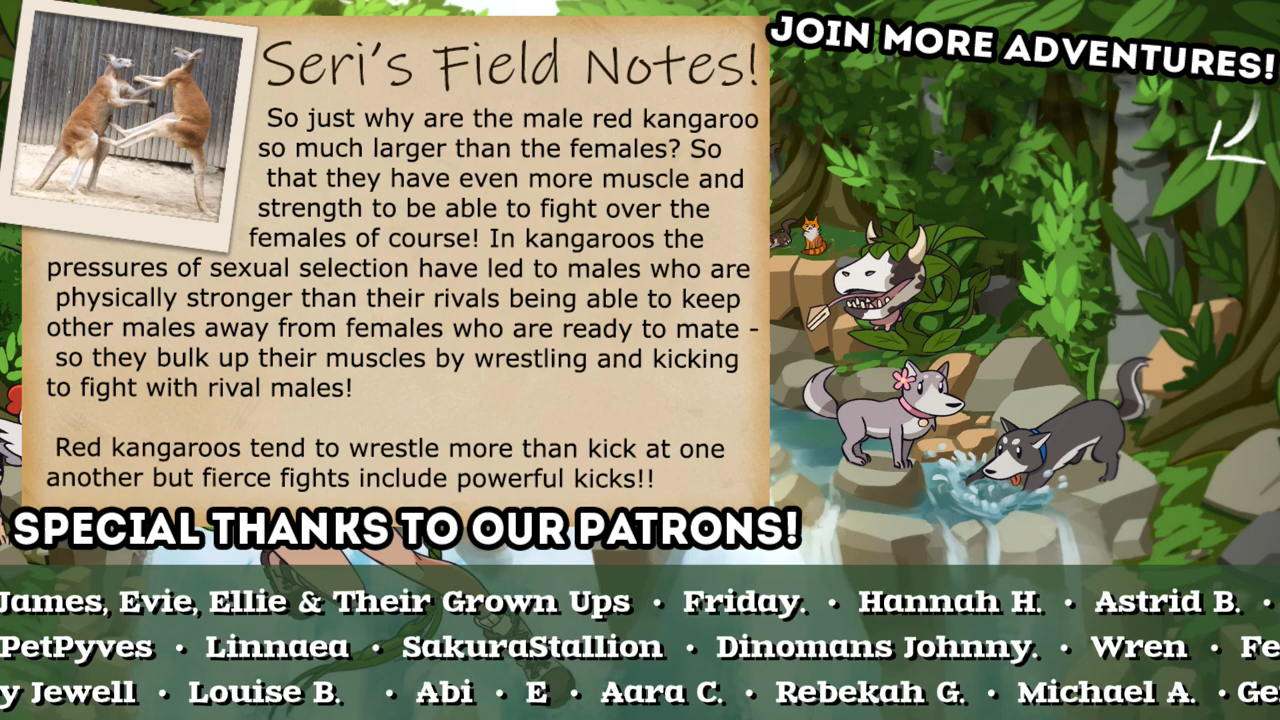 Seri's Field Notes!
JOIN MORE ADVENTURES!
So just why are the male red kangaroo
so much larger than the females? So
that they have even more muscle and
strength to be able to fight over the
females of course! In kangaroos the
pressures of sexual selection have led to males who are
physically stronger than their rivals being able to keep
other males away from females who are ready to mate -
so they bulk up their muscles by wrestling and kicking
to fight with rival males!
Red kangaroos tend to wrestle more than kick at one
another but fierce fights include powerful kicks!!
SPECIAL THANKS TO OUR PATRONS!
James, Evie, Ellie & Their Grown Ups • Friday. • Hannah H. • Astrid B. •
PetPyves • Linnaea • SakuraStallion • Dinomans Johnny. • Wren • Fe
y Jewell • Louise B. • Abi • E • Aara C. • Rebekah G. • Michael A. • Ge